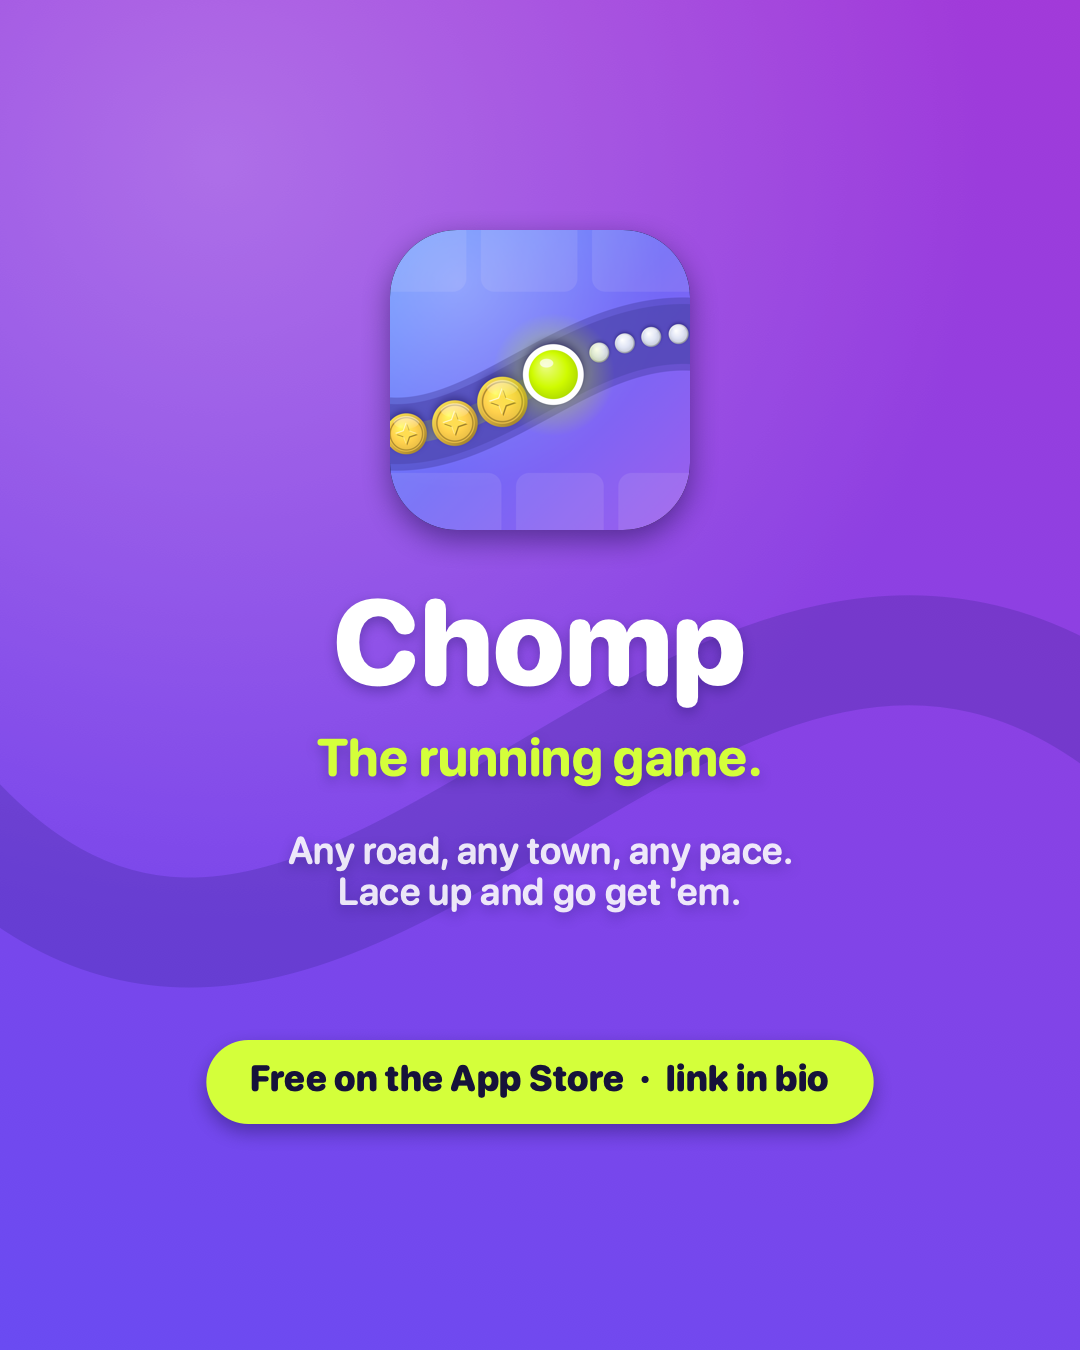 Chomp
The running game.
Any road, any town, any pace.
Lace up and go get 'em.
Free on the App Store · link in bio